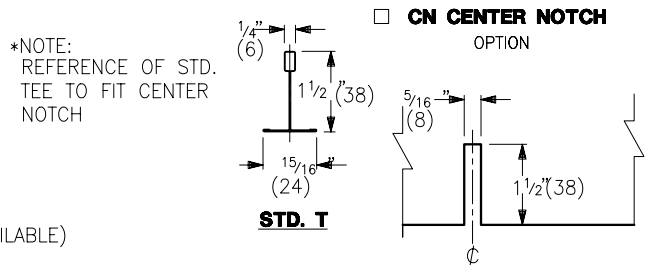 *NOTE:
REFERENCE OF STD.
TEE TO FIT CENTER
NOTCH
1/4"
(6)
1 1/2"(38)
15/16"
(24)
STD. T
□ CN CENTER NOTCH
OPTION
5/16"
(8)
1 1/2"(38)
℄
ILABLE)